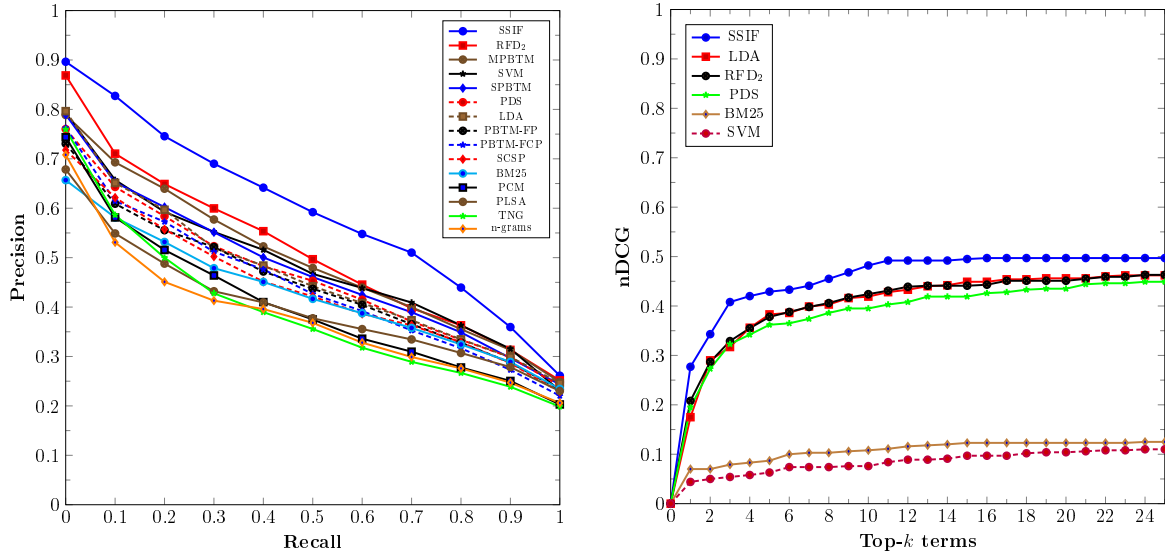 1
0.9
0.8
0.7
0.6
0.5
0.4
0.3
0.2
0.1
0
Precision
SSIF
RFD2
MPBTM
SVM
SPBTM
PDS
LDA
PBTM-FP
PBTM-FCP
SCSP
BM25
PCM
PLSA
TNG
n-grams
0 0.1 0.2 0.3 0.4 0.5 0.6 0.7 0.8 0.9 1
Recall
1
0.9
0.8
0.7
0.6
0.5
0.4
0.3
0.2
0.1
0
nDCG
SSIF
LDA
RFD2
PDS
BM25
SVM
0 2 4 6 8 10 12 14 16 18 20 22 24
Top-k terms